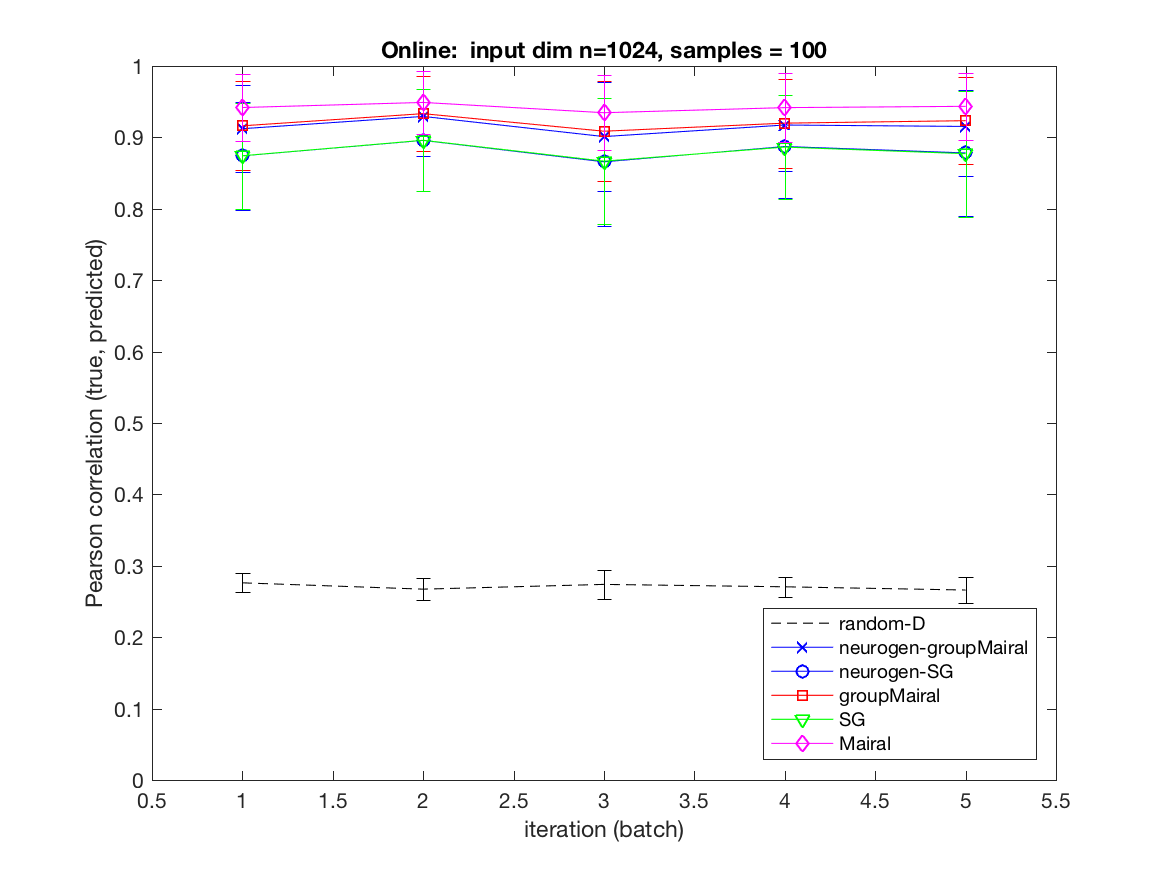 Online:  input dim n=1024, samples = 100
Pearson correlation (true, predicted)
1
0.9
0.8
0.7
0.6
0.5
0.4
0.3
0.2
0.1
0
0.5
1
1.5
2
2.5
3
3.5
4
4.5
5
5.5
iteration (batch)
random-D
neurogen-groupMairal
neurogen-SG
groupMairal
SG
Mairal